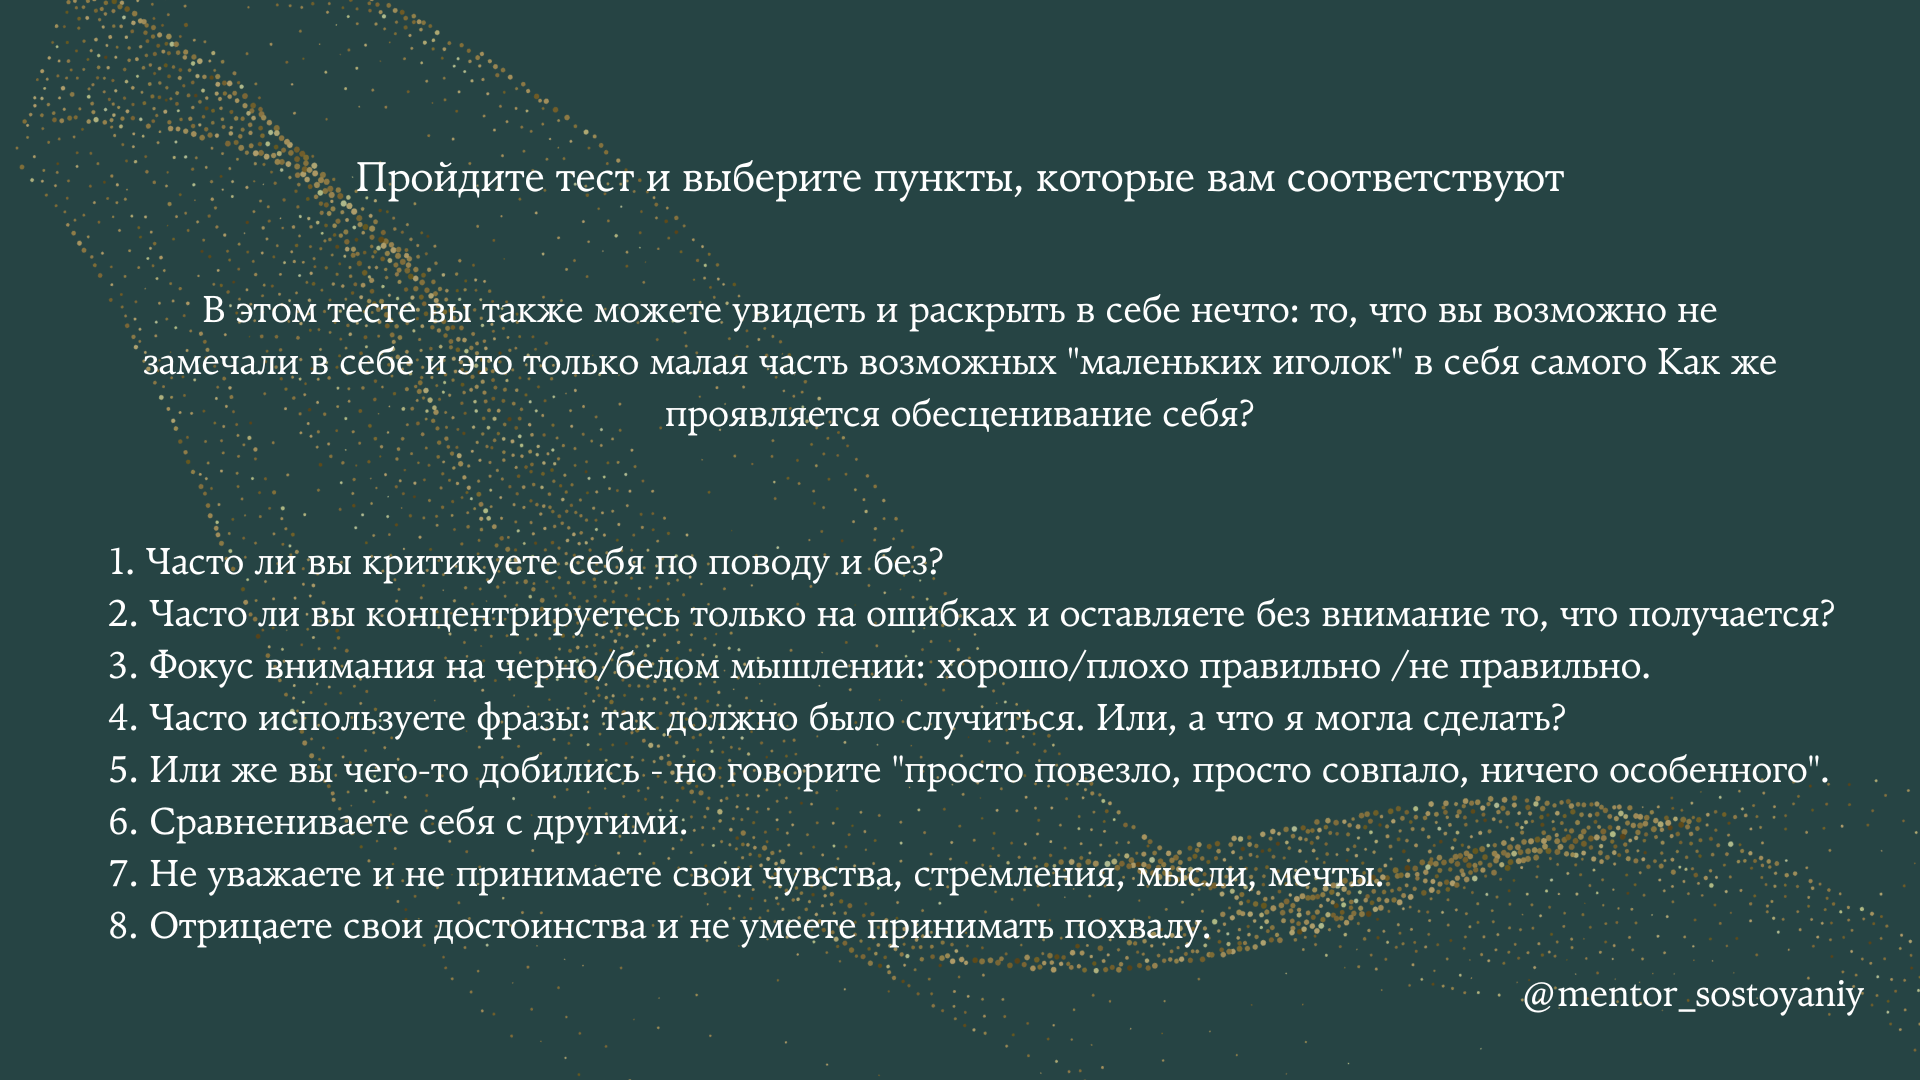 Пройдите тест и выберите пункты, которые вам соответствуют
В этом тесте вы также можете увидеть и раскрыть в себе нечто: то, что вы возможно не
замечали в себе и это только малая часть возможных "маленьких иголок" в себя самого Как же
проявляется обесценивание себя?
1. Часто ли вы критикуете себя по поводу и без?
2. Часто ли вы концентрируетесь только на ошибках и оставляете без внимание то, что получается?
3. Фокус внимания на черно/белом мышлении: хорошо/плохо правильно /не правильно.
4. Часто используете фразы: так должно было случиться. Или, а что я могла сделать?
5. Или же вы чего-то добились - но говорите "просто повезло, просто совпало, ничего особенного".
6. Сравнениваете себя с другими.
7. Не уважаете и не принимаете свои чувства, стремления, мысли, мечты.
8. Отрицаете свои достоинства и не умеете принимать похвалу.
@mentor_sostoyaniy